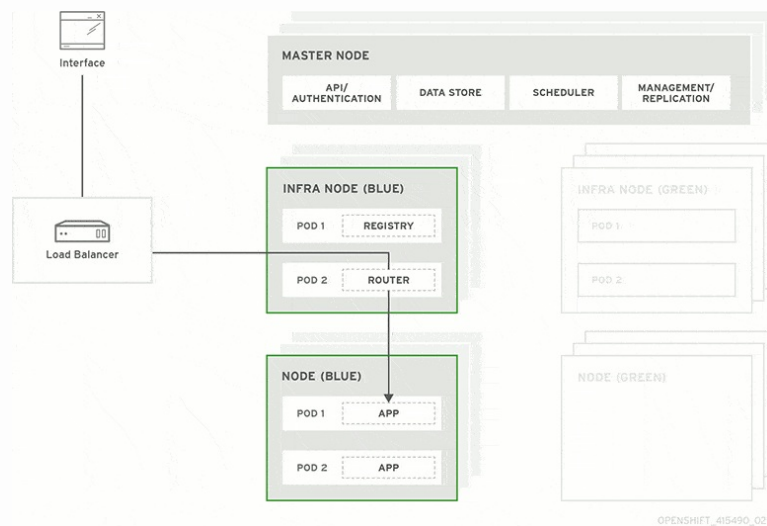 Interface
MASTER NODE
API/
AUTHENTICATION
DATA STORE
SCHEDULER
MANAGEMENT/
REPLICATION
Load Balancer
INFRA NODE (BLUE)
POD 1
REGISTRY
POD 2
ROUTER
INFRA NODE (GREEN)
POD 1
POD 2
NODE (BLUE)
POD 1
APP
POD 2
APP
NODE (GREEN)
OPENSHIFT_415490_02